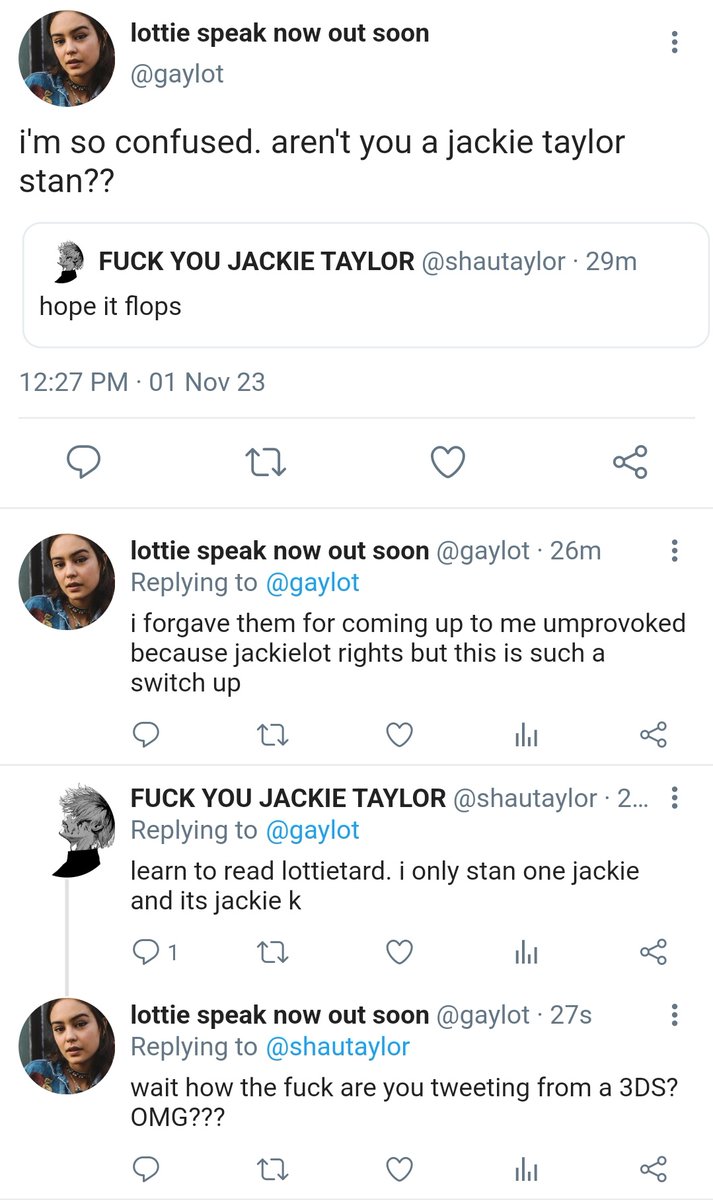 lottie speak now out soon
@gaylot
i'm so confused. aren't you a jackie taylor
stan??
FUCK YOU JACKIE TAYLOR @shautaylor · 29m
hope it flops
12:27 PM · 01 Nov 23
lottie speak now out soon @gaylot · 26m
Replying to @gaylot
i forgave them for coming up to me umprovoked
because jackielot rights but this is such a
switch up
FUCK YOU JACKIE TAYLOR @shautaylor · 2...
Replying to @gaylot
learn to read lottietard. i only stan one jackie
and its jackie k
1
lottie speak now out soon @gaylot · 27s
Replying to @shautaylor
wait how the fuck are you tweeting from a 3DS?
OMG???